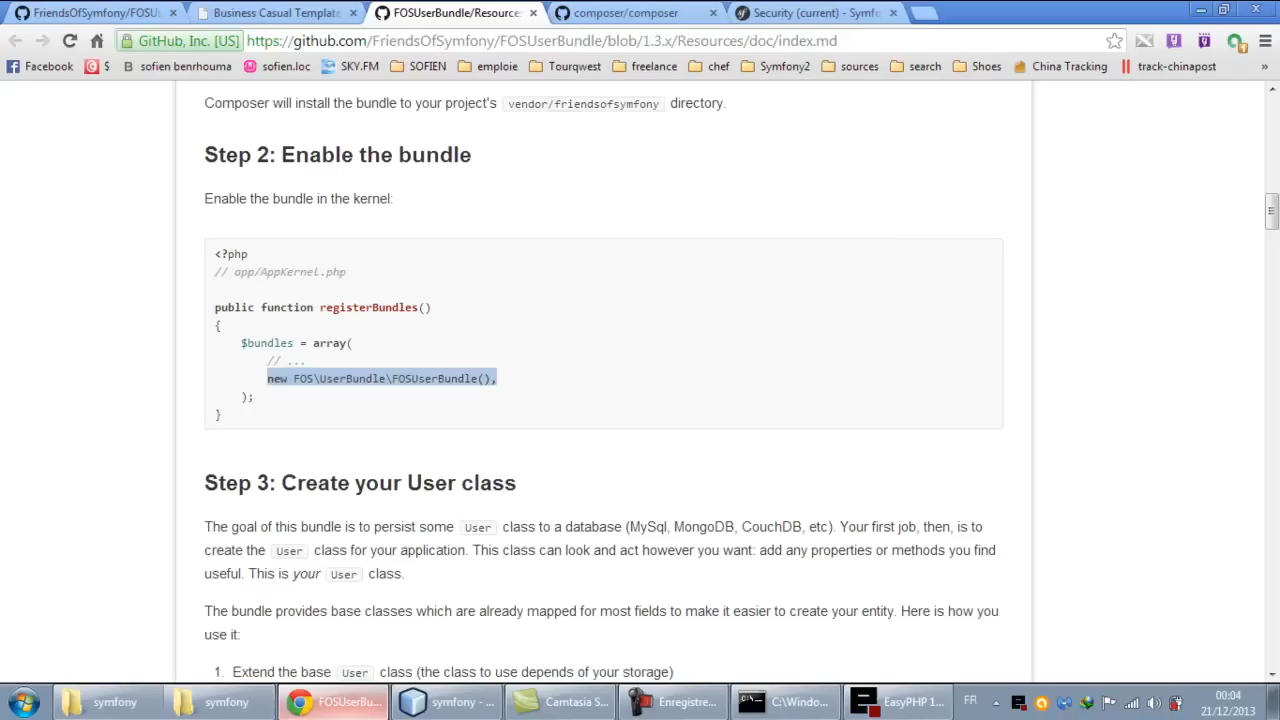 FriendsOfSymfony/FOSUs
Business Casual Template
FOSUserBundle/Resources
composer/composer
Security (current) - Symfo
GitHub, Inc. [US]
https://github.com/FriendsOfSymfony/FOSUserBundle/blob/1.3.x/Resources/doc/index.md
Facebook
$
B
sofien benrhouma
sofien.loc
SKY.FM
SOFIEN
emploie
Tourqwest
freelance
chef
Symfony2
sources
search
Shoes
China Tracking
track-chinapost
»
Composer will install the bundle to your project's vendor/friendsofsymfony directory.
Step 2: Enable the bundle
Enable the bundle in the kernel:
<?php
// app/AppKernel.php
public function registerBundles()
{
$bundles = array(
// ...
new FOS\UserBundle\FOSUserBundle(),
);
}
Step 3: Create your User class
The goal of this bundle is to persist some User class to a database (MySql, MongoDB, CouchDB, etc). Your first job, then, is to
create the User class for your application. This class can look and act however you want: add any properties or methods you find
useful. This is your User class.
The bundle provides base classes which are already mapped for most fields to make it easier to create your entity. Here is how you
use it:
1. Extend the base User class (the class to use depends of your storage)
symfony
symfony
FOSUserBu...
symfony - ...
Camtasia S...
Enregistre...
C:\Windo...
EasyPHP 1...
FR
00:04
21/12/2013